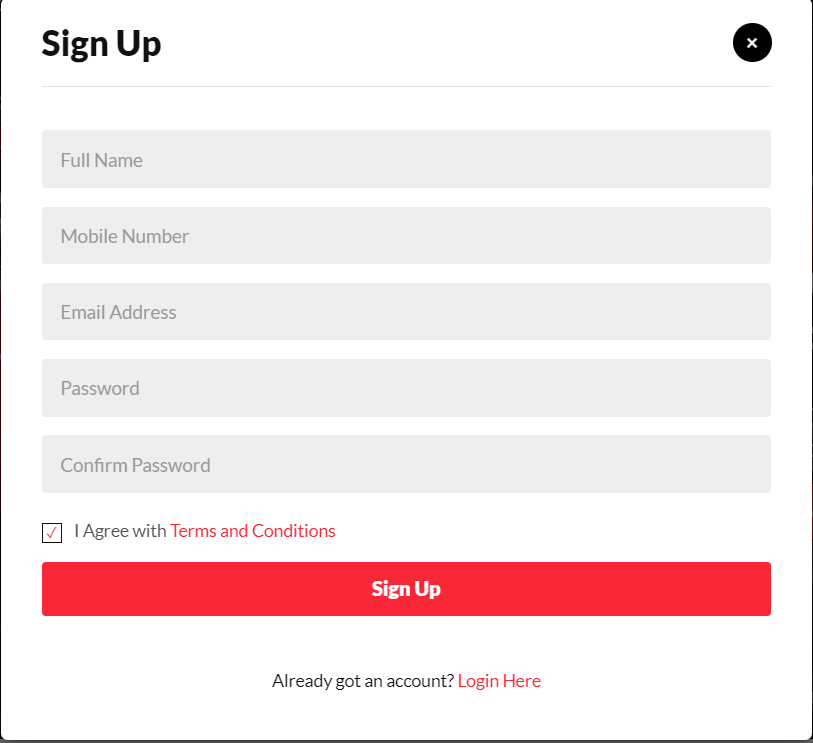 Sign Up
Full Name
Mobile Number
Email Address
Password
Confirm Password
I Agree with Terms and Conditions
Sign Up
Already got an account? Login Here